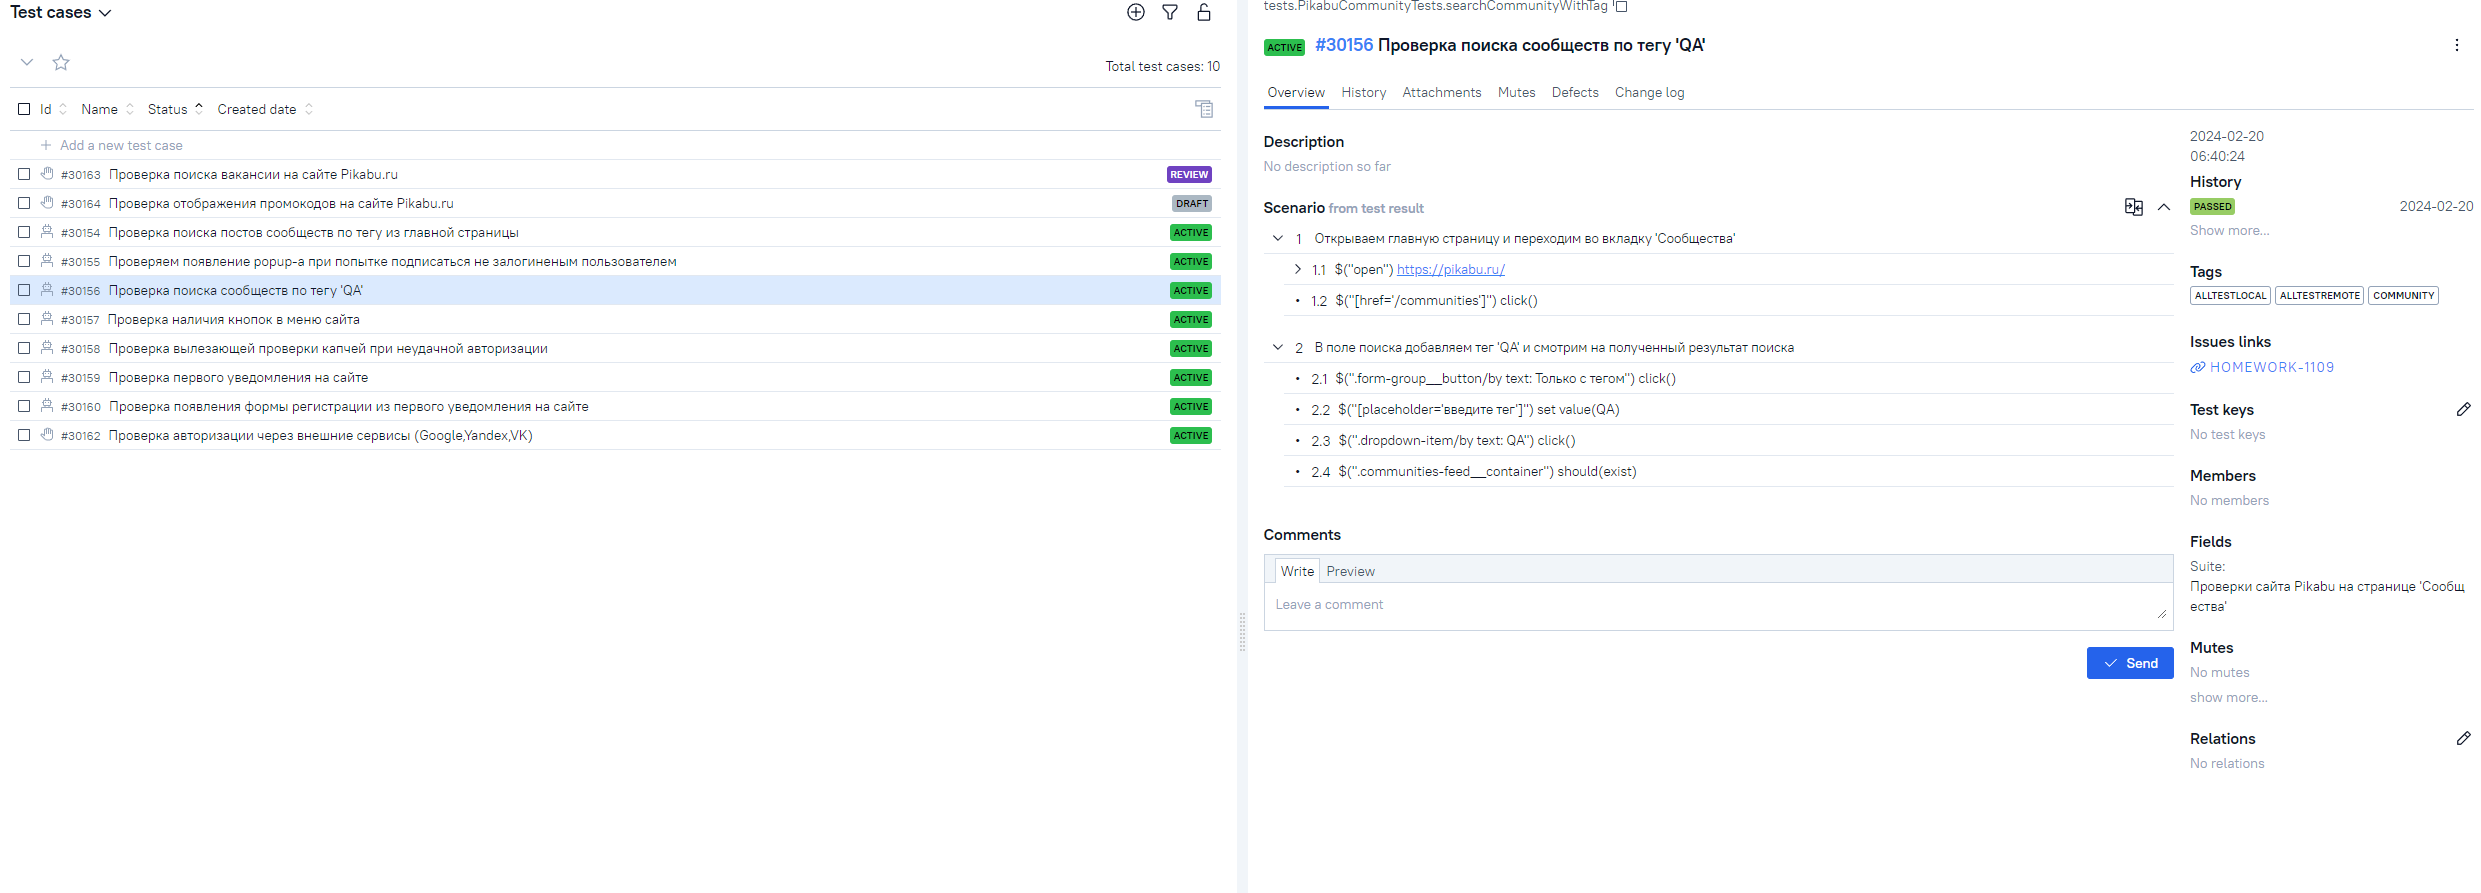 Test cases
Total test cases: 10
Id Name Status Created date
Add a new test case
#30163 Проверка поиска вакансии на сайте Pikabu.ru REVIEW
#30164 Проверка отображения промокодов на сайте Pikabu.ru DRAFT
#30154 Проверка поиска постов сообществ по тегу из главной страницы ACTIVE
#30155 Проверяем появление popup-а при попытке подписаться не залогиненым пользователем ACTIVE
#30156 Проверка поиска сообществ по тегу 'QA' ACTIVE
#30157 Проверка наличия кнопок в меню сайта ACTIVE
#30158 Проверка вылезающей проверки капчей при неудачной авторизации ACTIVE
#30159 Проверка первого уведомления на сайте ACTIVE
#30160 Проверка появления формы регистрации из первого уведомления на сайте ACTIVE
#30162 Проверка авторизации через внешние сервисы (Google,Yandex,VK) ACTIVE
tests.PikabuCommunityTests.searchCommunityWithTag
ACTIVE #30156 Проверка поиска сообществ по тегу 'QA'
Overview History Attachments Mutes Defects Change log
Description
No description so far
Scenario from test result
1 Открываем главную страницу и переходим во вкладку 'Сообщества'
1.1 $("open") https://pikabu.ru/
1.2 $("[href='/communities']") click()
2 В поле поиска добавляем тег 'QA' и смотрим на полученный результат поиска
2.1 $(".form-group__button/by text: Только с тегом") click()
2.2 $("[placeholder='введите тег']") set value(QA)
2.3 $(".dropdown-item/by text: QA") click()
2.4 $(".communities-feed__container") should(exist)
Comments
Write Preview
Leave a comment
Send
2024-02-20
06:40:24
History
PASSED 2024-02-20
Show more...
Tags
ALLTESTLOCAL ALLTESTREMOTE COMMUNITY
Issues links
HOMEWORK-1109
Test keys
No test keys
Members
No members
Fields
Suite:
Проверки сайта Pikabu на странице 'Сообщ
ества'
Mutes
No mutes
show more...
Relations
No relations